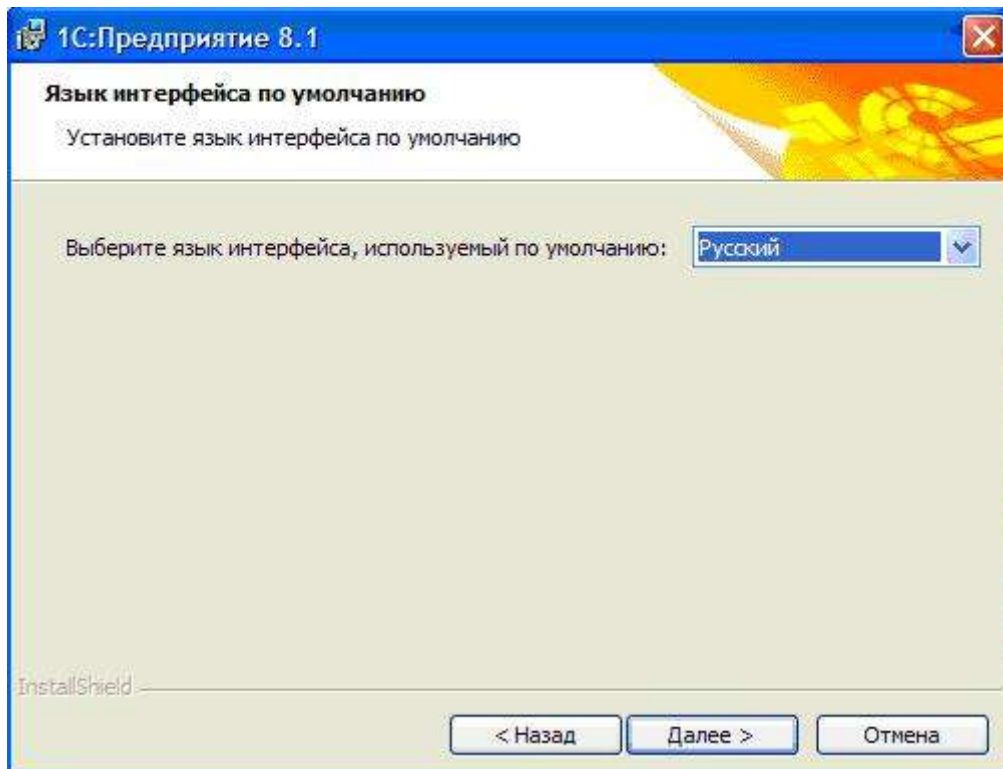 1С:Предприятие 8.1
Язык интерфейса по умолчанию
Установите язык интерфейса по умолчанию
Выберите язык интерфейса, используемый по умолчанию: Русский
InstallShield
< Назад Далее > Отмена